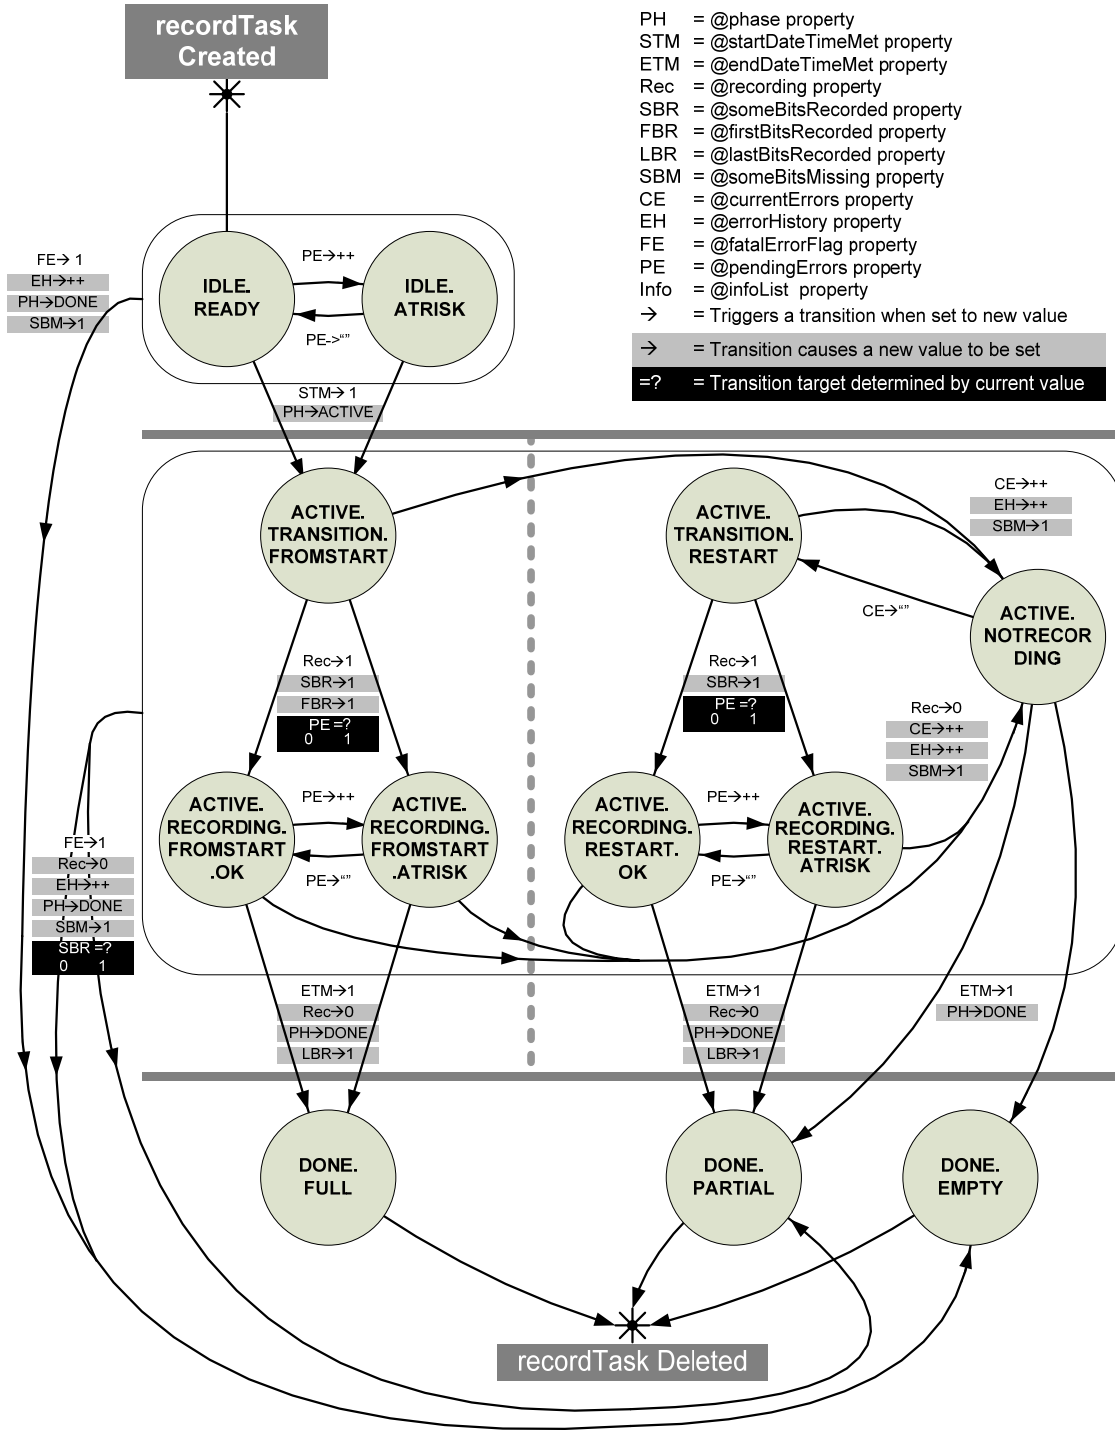 recordTask
Created
PH = @phase property
STM = @startDateTimeMet property
ETM = @endDateTimeMet property
Rec = @recording property
SBR = @someBitsRecorded property
FBR = @firstBitsRecorded property
LBR = @lastBitsRecorded property
SBM = @someBitsMissing property
CE = @currentErrors property
EH = @errorHistory property
FE = @fatalErrorFlag property
PE = @pendingErrors property
Info = @infoList property
→ = Triggers a transition when set to new value
→ = Transition causes a new value to be set
=? = Transition target determined by current value
FE→ 1
EH→++
PH→DONE
SBM→1
IDLE.
READY
PE→++
PE->“”
IDLE.
ATRISK
STM→ 1
PH→ACTIVE
ACTIVE.
TRANSITION.
FROMSTART
ACTIVE.
TRANSITION.
RESTART
CE→++
EH→++
SBM→1
CE→“”
ACTIVE.
NOTRECOR
DING
Rec→1
SBR→1
FBR→1
PE =?
0 1
Rec→1
SBR→1
PE =?
0 1
Rec→0
CE→++
EH→++
SBM→1
ACTIVE.
RECORDING.
FROMSTART
.OK
PE→++
PE→“”
ACTIVE.
RECORDING.
FROMSTART
.ATRISK
ACTIVE.
RECORDING.
RESTART.
OK
PE→++
PE→“”
ACTIVE.
RECORDING.
RESTART.
ATRISK
FE→1
Rec→0
EH→++
PH→DONE
SBM→1
SBR =?
0 1
ETM→1
Rec→0
PH→DONE
LBR→1
ETM→1
Rec→0
PH→DONE
LBR→1
ETM→1
PH→DONE
DONE.
FULL
DONE.
PARTIAL
DONE.
EMPTY
recordTask Deleted